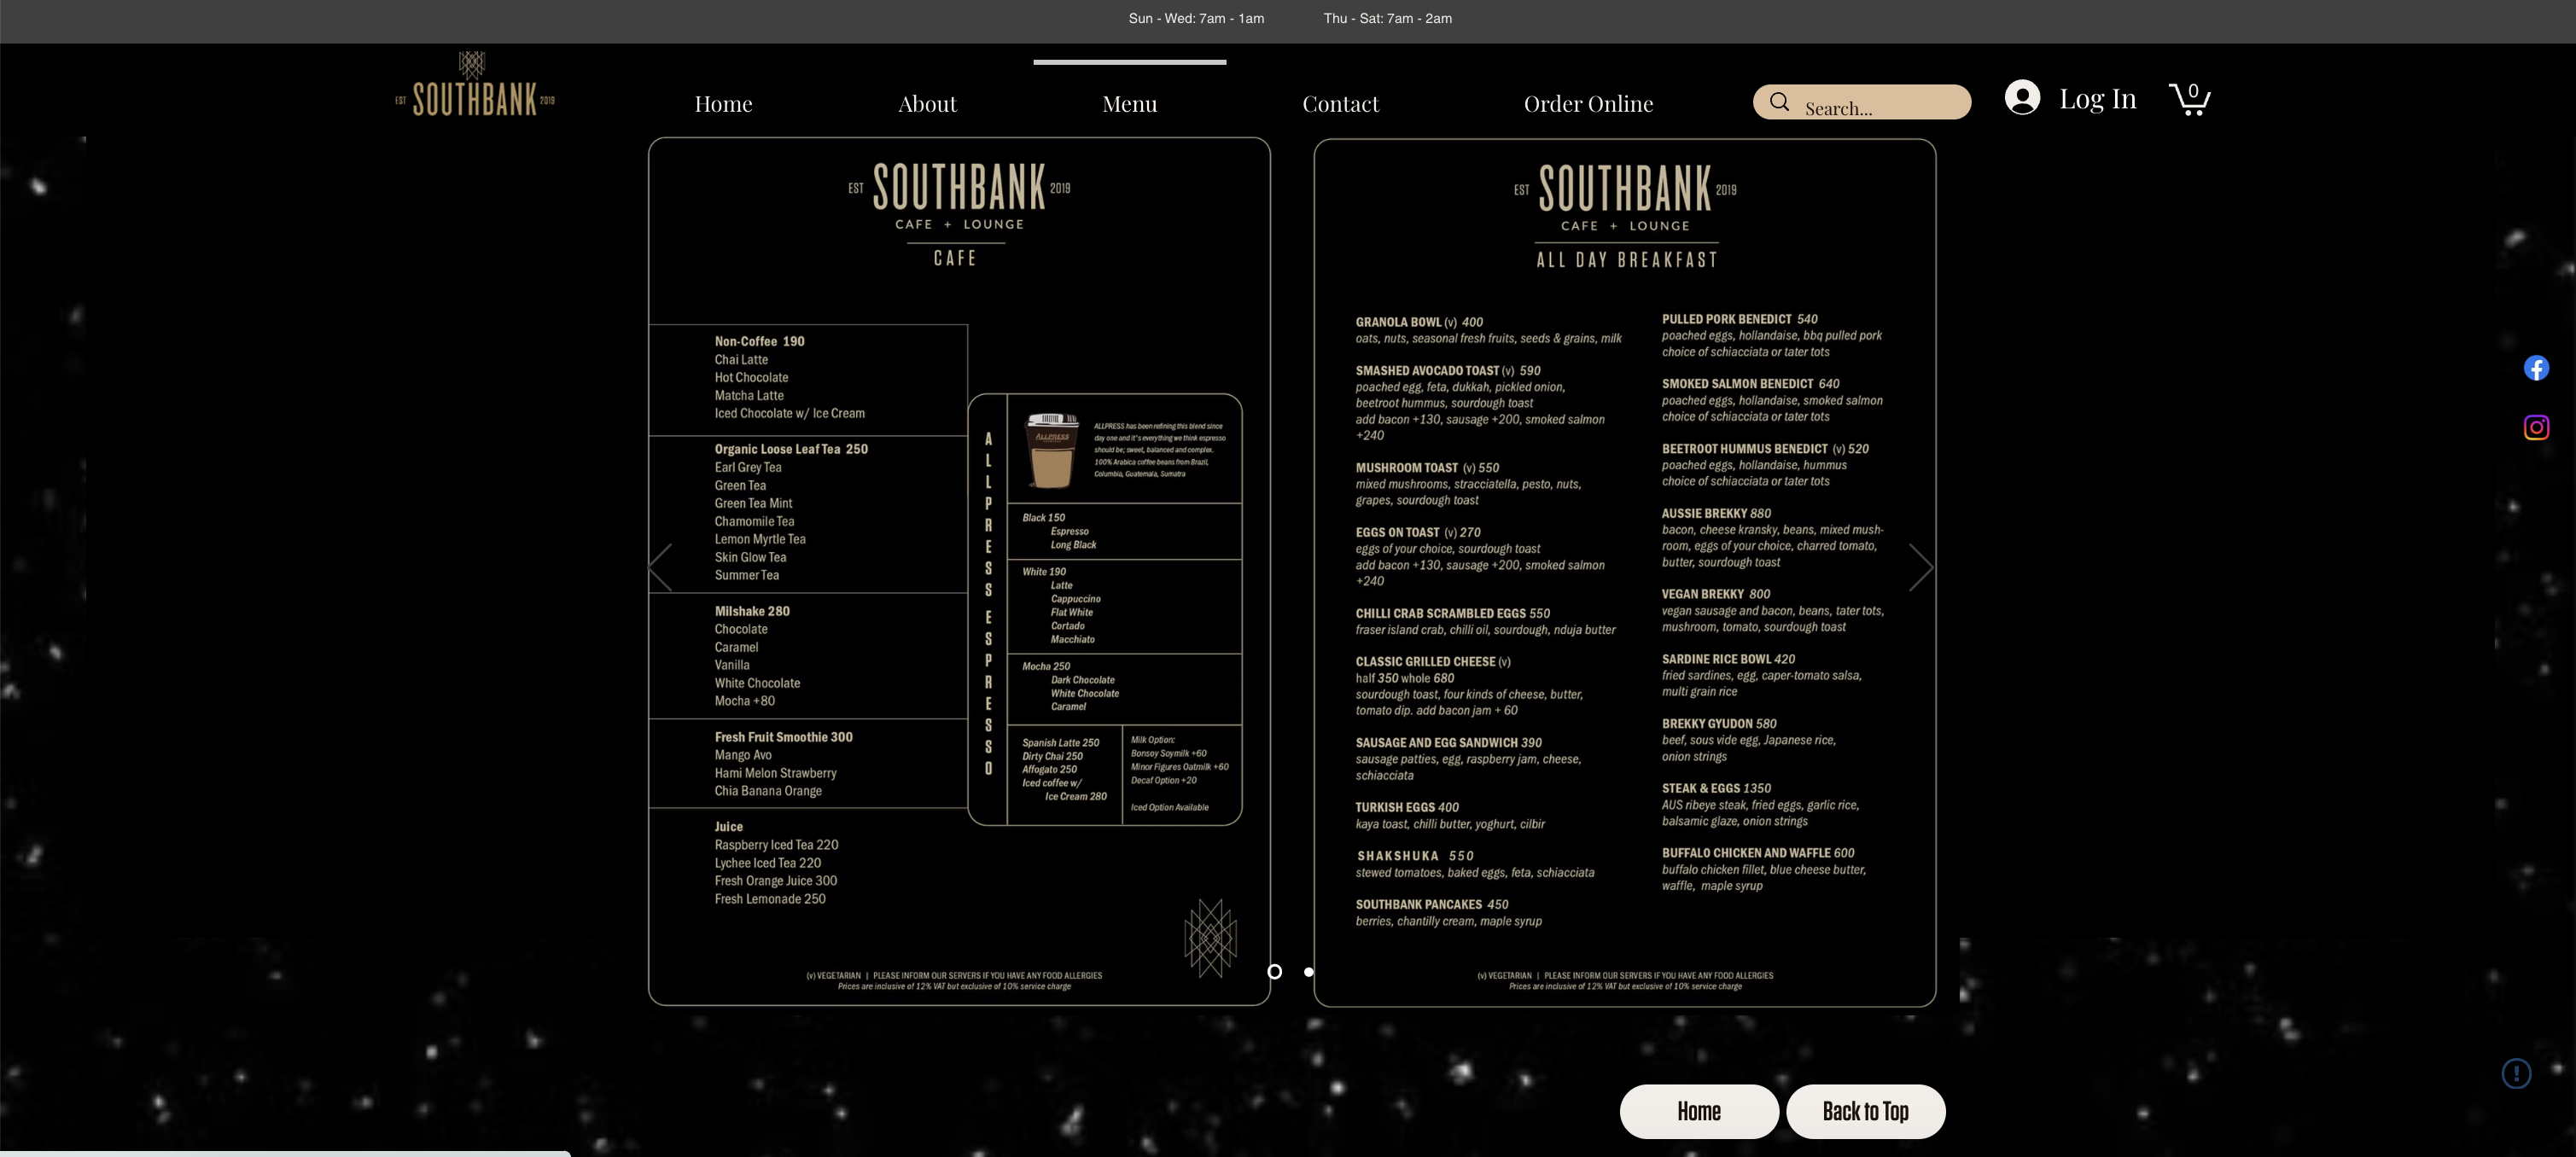 Sun - Wed: 7am - 1am
Thu - Sat: 7am - 2am
EST SOUTHBANK 2019
Home
About
Menu
Contact
Order Online
Search...
Log In
0
EST SOUTHBANK 2019
CAFE + LOUNGE
CAFE
Non-Coffee 190
Chai Latte
Hot Chocolate
Matcha Latte
Iced Chocolate w/ Ice Cream
Organic Loose Leaf Tea 250
Earl Grey Tea
Green Tea
Green Tea Mint
Chamomile Tea
Lemon Myrtle Tea
Skin Glow Tea
Summer Tea
Milshake 280
Chocolate
Caramel
Vanilla
White Chocolate
Mocha +80
Fresh Fruit Smoothie 300
Mango Avo
Hami Melon Strawberry
Chia Banana Orange
Juice
Raspberry Iced Tea 220
Lychee Iced Tea 220
Fresh Orange Juice 300
Fresh Lemonade 250
ALLPRESS ESPRESSO
ALLPRESS
ALLPRESS has been refining this blend since
day one and it's everything we think espresso
should be; sweet, balanced and complex.
100% Arabica coffee beans from Brazil,
Columbia, Guatemala, Sumatra
Black 150
Espresso
Long Black
White 190
Latte
Cappuccino
Flat White
Cortado
Macchiato
Mocha 250
Dark Chocolate
White Chocolate
Caramel
Spanish Latte 250
Dirty Chai 250
Affogato 250
Iced coffee w/
Ice Cream 280
Milk Option:
Bonsoy Soymilk +60
Minor Figures Oatmilk +60
Decaf Option +20
Iced Option Available
(v) VEGETARIAN | PLEASE INFORM OUR SERVERS IF YOU HAVE ANY FOOD ALLERGIES
Prices are inclusive of 12% VAT but exclusive of 10% service charge
EST SOUTHBANK 2019
CAFE + LOUNGE
ALL DAY BREAKFAST
GRANOLA BOWL (v) 400
oats, nuts, seasonal fresh fruits, seeds & grains, milk
SMASHED AVOCADO TOAST (v) 590
poached egg, feta, dukkah, pickled onion,
beetroot hummus, sourdough toast
add bacon +130, sausage +200, smoked salmon
+240
MUSHROOM TOAST (v) 550
mixed mushrooms, stracciatella, pesto, nuts,
grapes, sourdough toast
EGGS ON TOAST (v) 270
eggs of your choice, sourdough toast
add bacon +130, sausage +200, smoked salmon
+240
CHILLI CRAB SCRAMBLED EGGS 550
fraser island crab, chilli oil, sourdough, nduja butter
CLASSIC GRILLED CHEESE (v)
half 350 whole 680
sourdough toast, four kinds of cheese, butter,
tomato dip. add bacon jam + 60
SAUSAGE AND EGG SANDWICH 390
sausage patties, egg, raspberry jam, cheese,
schiacciata
TURKISH EGGS 400
kaya toast, chilli butter, yoghurt, cilbir
SHAKSHUKA 550
stewed tomatoes, baked eggs, feta, schiacciata
SOUTHBANK PANCAKES 450
berries, chantilly cream, maple syrup
PULLED PORK BENEDICT 540
poached eggs, hollandaise, bbq pulled pork
choice of schiacciata or tater tots
SMOKED SALMON BENEDICT 640
poached eggs, hollandaise, smoked salmon
choice of schiacciata or tater tots
BEETROOT HUMMUS BENEDICT (v) 520
poached eggs, hollandaise, hummus
choice of schiacciata or tater tots
AUSSIE BREKKY 880
bacon, cheese kransky, beans, mixed mush-
room, eggs of your choice, charred tomato,
butter, sourdough toast
VEGAN BREKKY 800
vegan sausage and bacon, beans, tater tots,
mushroom, tomato, sourdough toast
SARDINE RICE BOWL 420
fried sardines, egg, caper-tomato salsa,
multi grain rice
BREKKY GYUDON 580
beef, sous vide egg, Japanese rice,
onion strings
STEAK & EGGS 1350
AUS ribeye steak, fried eggs, garlic rice,
balsamic glaze, onion strings
BUFFALO CHICKEN AND WAFFLE 600
buffalo chicken fillet, blue cheese butter,
waffle, maple syrup
(v) VEGETARIAN | PLEASE INFORM OUR SERVERS IF YOU HAVE ANY FOOD ALLERGIES
Prices are inclusive of 12% VAT but exclusive of 10% service charge
Home
Back to Top